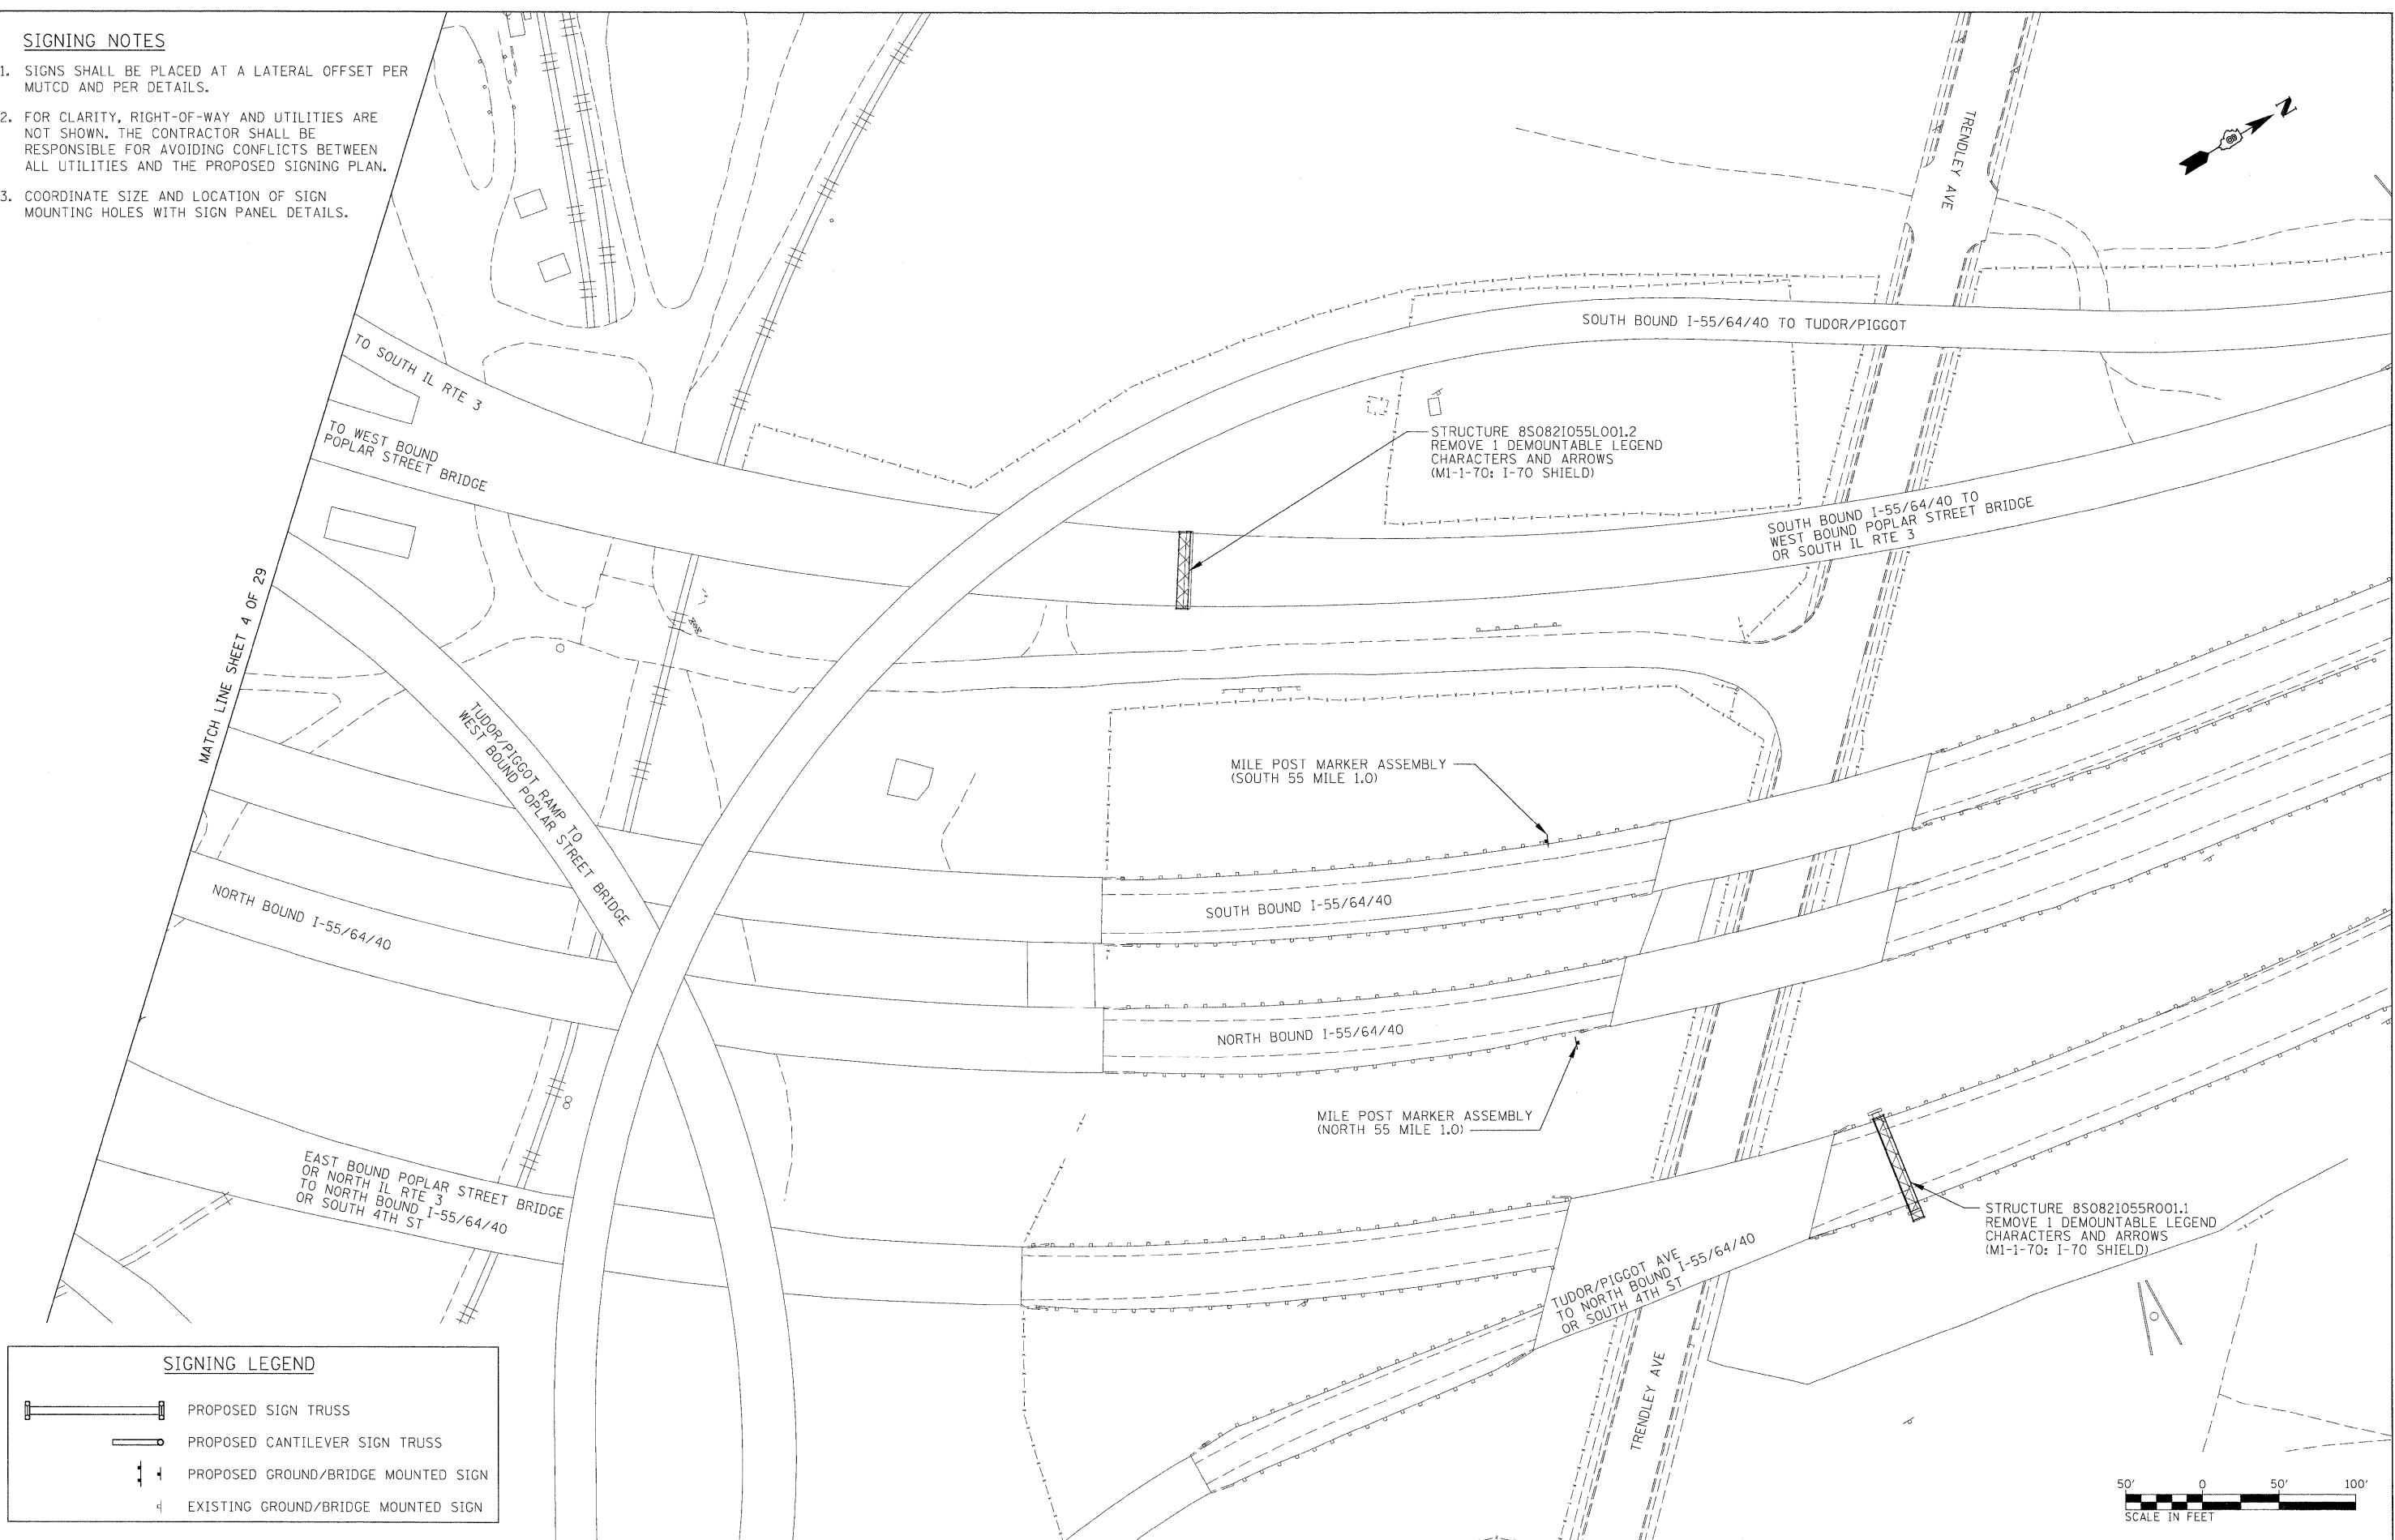 SIGNING NOTES
1. SIGNS SHALL BE PLACED AT A LATERAL OFFSET PER
MUTCD AND PER DETAILS.
2. FOR CLARITY, RIGHT-OF-WAY AND UTILITIES ARE
NOT SHOWN. THE CONTRACTOR SHALL BE
RESPONSIBLE FOR AVOIDING CONFLICTS BETWEEN
ALL UTILITIES AND THE PROPOSED SIGNING PLAN.
3. COORDINATE SIZE AND LOCATION OF SIGN
MOUNTING HOLES WITH SIGN PANEL DETAILS.
TRENDLEY AVE
N
SOUTH BOUND I-55/64/40 TO TUDOR/PIGGOT
TO SOUTH IL RTE 3
TO WEST BOUND
POPLAR STREET BRIDGE
STRUCTURE 8S082I055L001.2
REMOVE 1 DEMOUNTABLE LEGEND
CHARACTERS AND ARROWS
(M1-1-70: I-70 SHIELD)
SOUTH BOUND I-55/64/40 TO
WEST BOUND POPLAR STREET BRIDGE
OR SOUTH IL RTE 3
MATCH LINE SHEET 4 OF 29
TUDOR/PIGGOT RAMP TO
WEST BOUND POPLAR STREET BRIDGE
MILE POST MARKER ASSEMBLY
(SOUTH 55 MILE 1.0)
SOUTH BOUND I-55/64/40
NORTH BOUND I-55/64/40
NORTH BOUND I-55/64/40
MILE POST MARKER ASSEMBLY
(NORTH 55 MILE 1.0)
EAST BOUND POPLAR STREET BRIDGE
OR NORTH IL RTE 3
TO NORTH BOUND I-55/64/40
OR SOUTH 4TH ST
STRUCTURE 8S082I055R001.1
REMOVE 1 DEMOUNTABLE LEGEND
CHARACTERS AND ARROWS
(M1-1-70: I-70 SHIELD)
TUDOR/PIGGOT AVE
TO NORTH BOUND I-55/64/40
OR SOUTH 4TH ST
TRENDLEY AVE
SIGNING LEGEND
PROPOSED SIGN TRUSS
PROPOSED CANTILEVER SIGN TRUSS
PROPOSED GROUND/BRIDGE MOUNTED SIGN
EXISTING GROUND/BRIDGE MOUNTED SIGN
50' 0 50' 100'
SCALE IN FEET